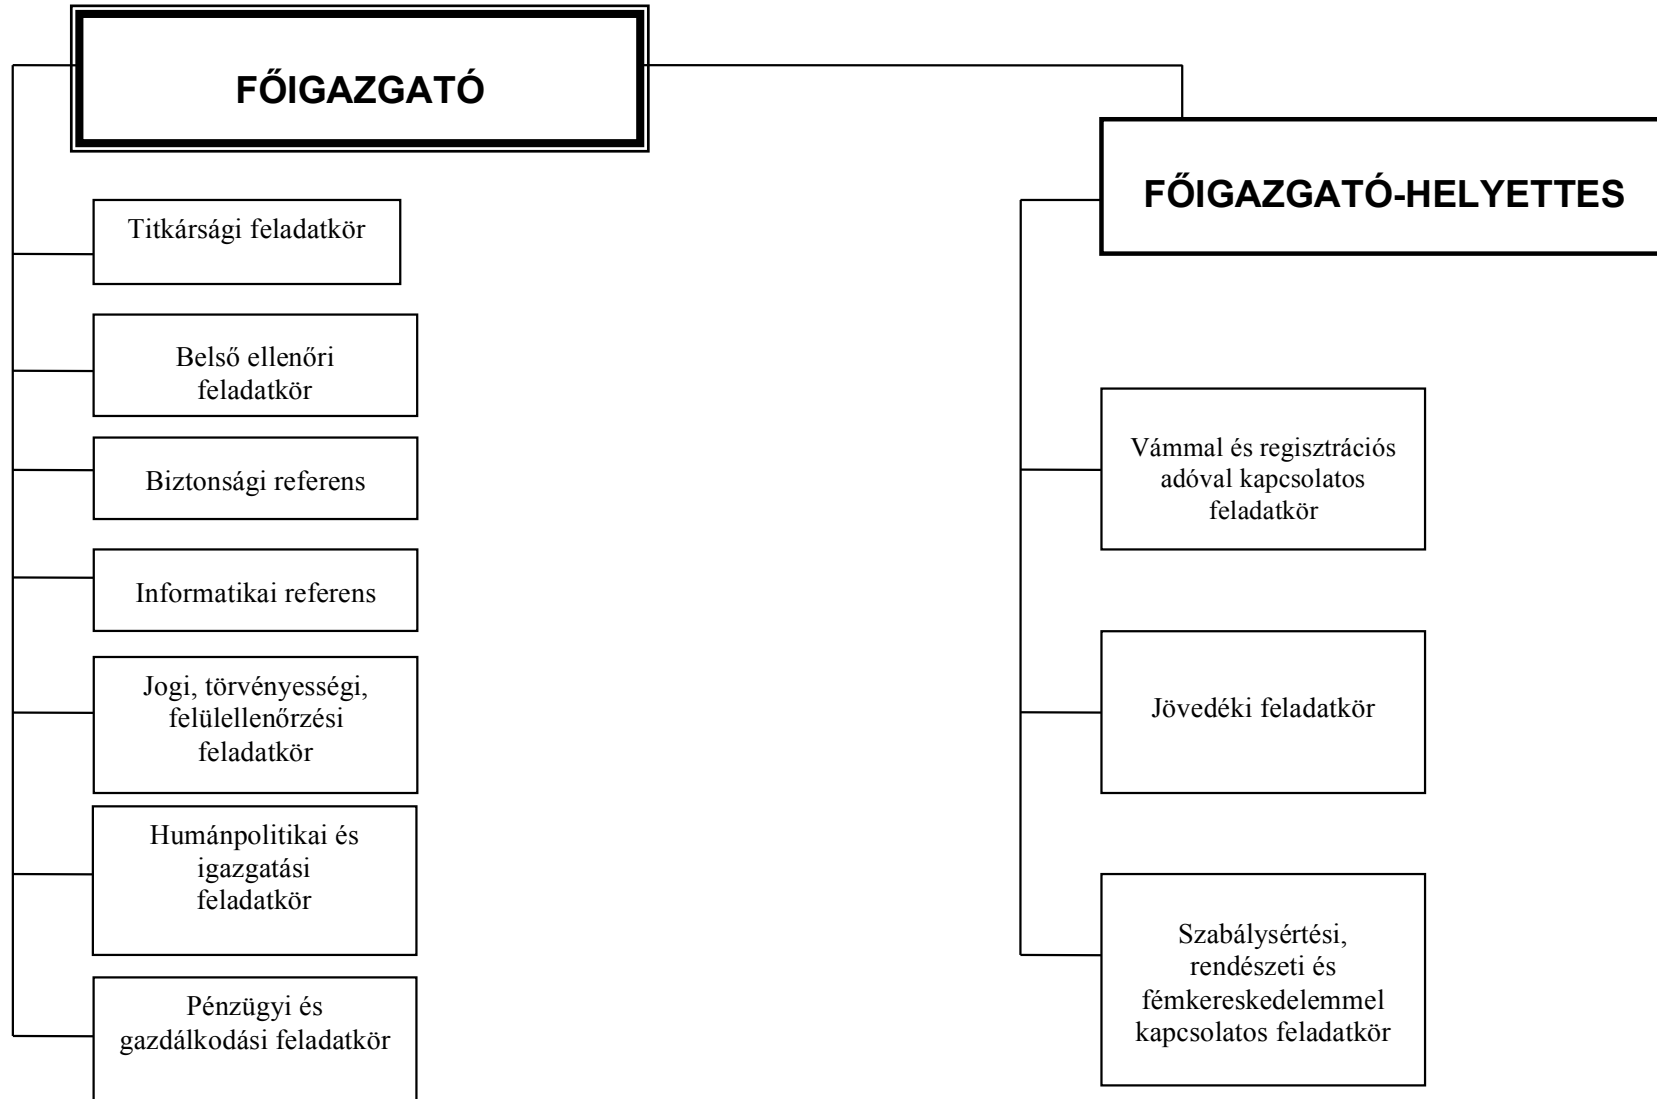 FŐIGAZGATÓ
FŐIGAZGATÓ-HELYETTES
Titkársági feladatkör
Belső ellenőri
feladatkör
Biztonsági referens
Informatikai referens
Jogi, törvényességi,
felülellenőrzési
feladatkör
Humánpolitikai és
igazgatási
feladatkör
Pénzügyi és
gazdálkodási feladatkör
Vámmal és regisztrációs
adóval kapcsolatos
feladatkör
Jövedéki feladatkör
Szabálysértési,
rendészeti és
fémkereskedelemmel
kapcsolatos feladatkör